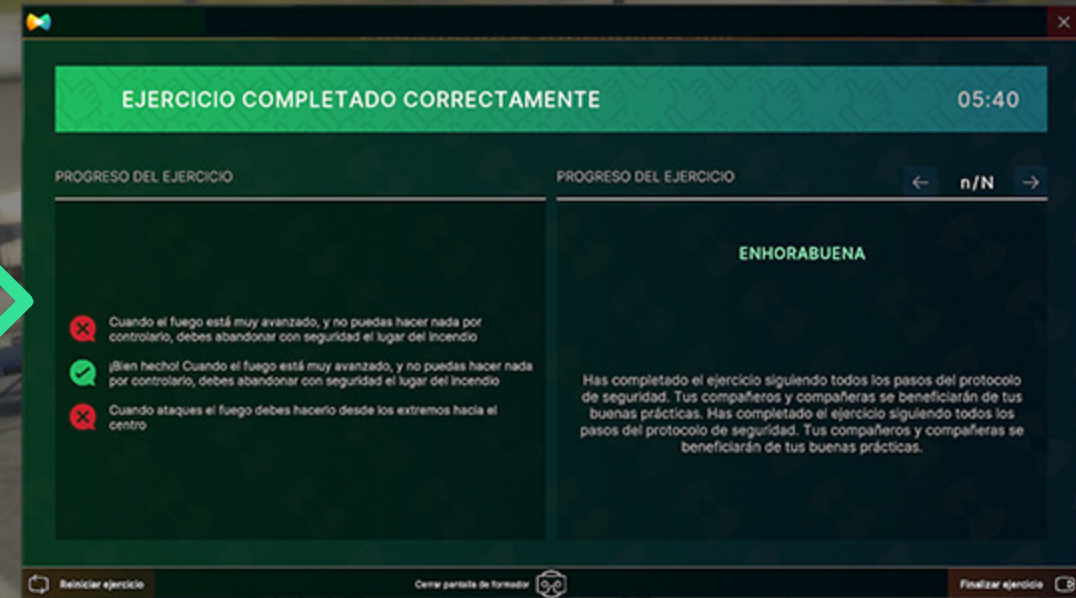 EJERCICIO COMPLETADO CORRECTAMENTE
05:40
PROGRESO DEL EJERCICIO
Cuando el fuego está muy avanzado, y no puedas hacer nada por
controlarlo, debes abandonar con seguridad el lugar del incendio
¡Bien hecho! Cuando el fuego está muy avanzado, y no puedas hacer nada
por controlarlo, debes abandonar con seguridad el lugar del incendio
Cuando ataques el fuego debes hacerlo desde los extremos hacia el
centro
PROGRESO DEL EJERCICIO
← n/N →
ENHORABUENA
Has completado el ejercicio siguiendo todos los pasos del protocolo
de seguridad. Tus compañeros y compañeras se beneficiarán de tus
buenas prácticas. Has completado el ejercicio siguiendo todos los
pasos del protocolo de seguridad. Tus compañeros y compañeras se
beneficiarán de tus buenas prácticas.
Reiniciar ejercicio
Cerrar pantalla de formador
Finalizar ejercicio